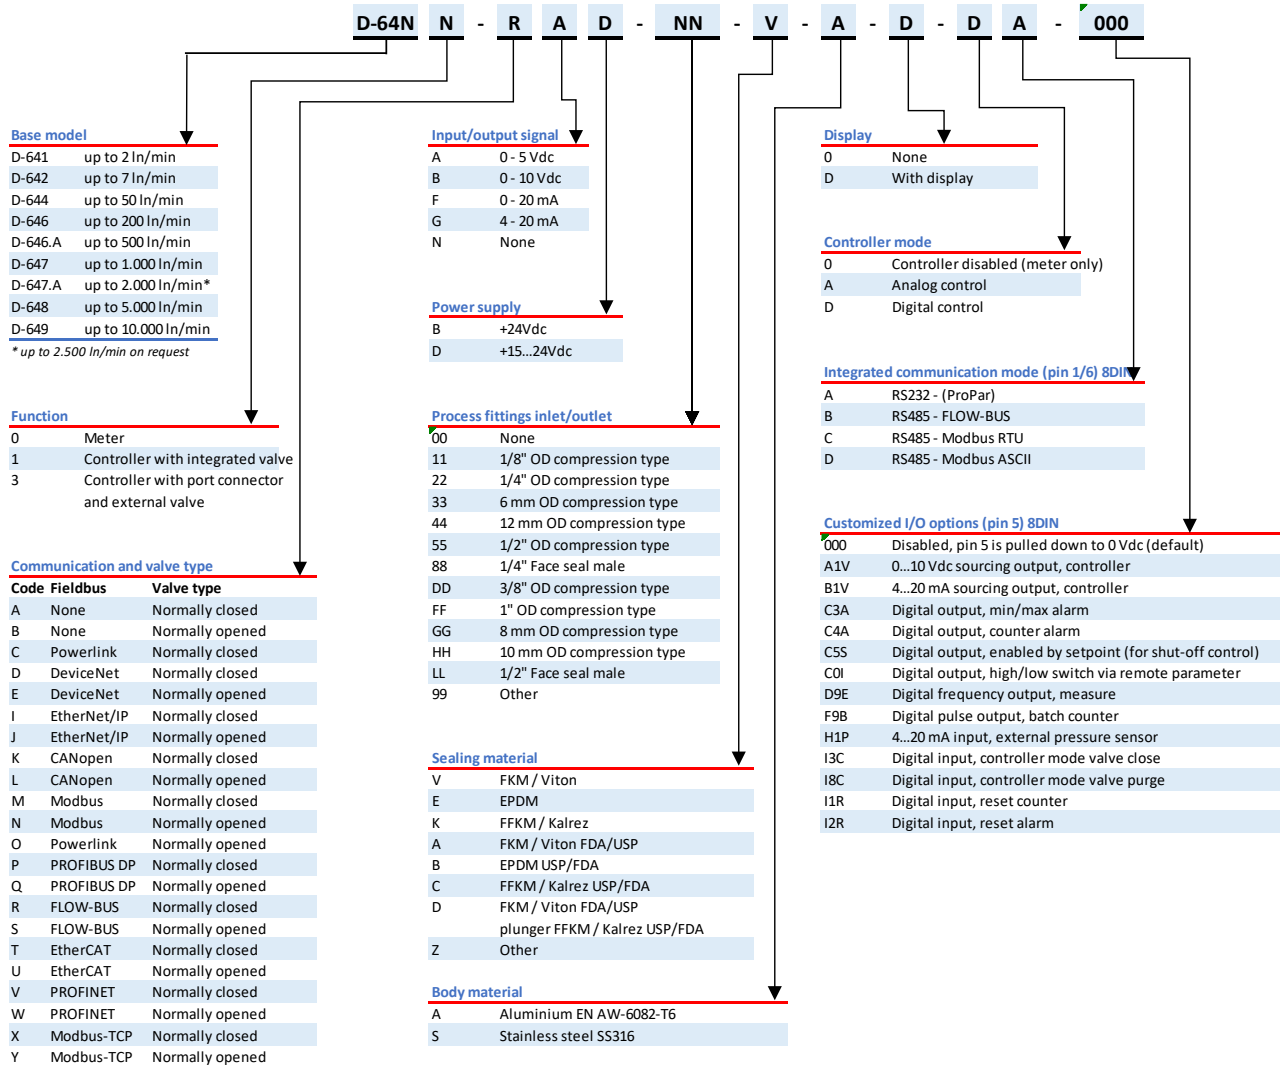 D-64N N - R A D - NN - V - A - D - D A - 000
Base model
D-641 up to 2 ln/min
D-642 up to 7 ln/min
D-644 up to 50 ln/min
D-646 up to 200 ln/min
D-646.A up to 500 ln/min
D-647 up to 1.000 ln/min
D-647.A up to 2.000 ln/min*
D-648 up to 5.000 ln/min
D-649 up to 10.000 ln/min
* up to 2.500 ln/min on request
Function
0 Meter
1 Controller with integrated valve
3 Controller with port connector
and external valve
Communication and valve type
Code Fieldbus Valve type
A None Normally closed
B None Normally opened
C Powerlink Normally closed
D DeviceNet Normally closed
E DeviceNet Normally opened
I EtherNet/IP Normally closed
J EtherNet/IP Normally opened
K CANopen Normally closed
L CANopen Normally opened
M Modbus Normally closed
N Modbus Normally opened
O Powerlink Normally opened
P PROFIBUS DP Normally closed
Q PROFIBUS DP Normally opened
R FLOW-BUS Normally closed
S FLOW-BUS Normally opened
T EtherCAT Normally closed
U EtherCAT Normally opened
V PROFINET Normally closed
W PROFINET Normally opened
X Modbus-TCP Normally closed
Y Modbus-TCP Normally opened
Input/output signal
A 0 - 5 Vdc
B 0 - 10 Vdc
F 0 - 20 mA
G 4 - 20 mA
N None
Power supply
B +24Vdc
D +15...24Vdc
Process fittings inlet/outlet
00 None
11 1/8" OD compression type
22 1/4" OD compression type
33 6 mm OD compression type
44 12 mm OD compression type
55 1/2" OD compression type
88 1/4" Face seal male
DD 3/8" OD compression type
FF 1" OD compression type
GG 8 mm OD compression type
HH 10 mm OD compression type
LL 1/2" Face seal male
99 Other
Sealing material
V FKM / Viton
E EPDM
K FFKM / Kalrez
A FKM / Viton FDA/USP
B EPDM USP/FDA
C FFKM / Kalrez USP/FDA
D FKM / Viton FDA/USP
plunger FFKM / Kalrez USP/FDA
Z Other
Body material
A Aluminium EN AW-6082-T6
S Stainless steel SS316
Display
0 None
D With display
Controller mode
0 Controller disabled (meter only)
A Analog control
D Digital control
Integrated communication mode (pin 1/6) 8DIN
A RS232 - (ProPar)
B RS485 - FLOW-BUS
C RS485 - Modbus RTU
D RS485 - Modbus ASCII
Customized I/O options (pin 5) 8DIN
000 Disabled, pin 5 is pulled down to 0 Vdc (default)
A1V 0...10 Vdc sourcing output, controller
B1V 4...20 mA sourcing output, controller
C3A Digital output, min/max alarm
C4A Digital output, counter alarm
C5S Digital output, enabled by setpoint (for shut-off control)
C0I Digital output, high/low switch via remote parameter
D9E Digital frequency output, measure
F9B Digital pulse output, batch counter
H1P 4...20 mA input, external pressure sensor
I3C Digital input, controller mode valve close
I8C Digital input, controller mode valve purge
I1R Digital input, reset counter
I2R Digital input, reset alarm